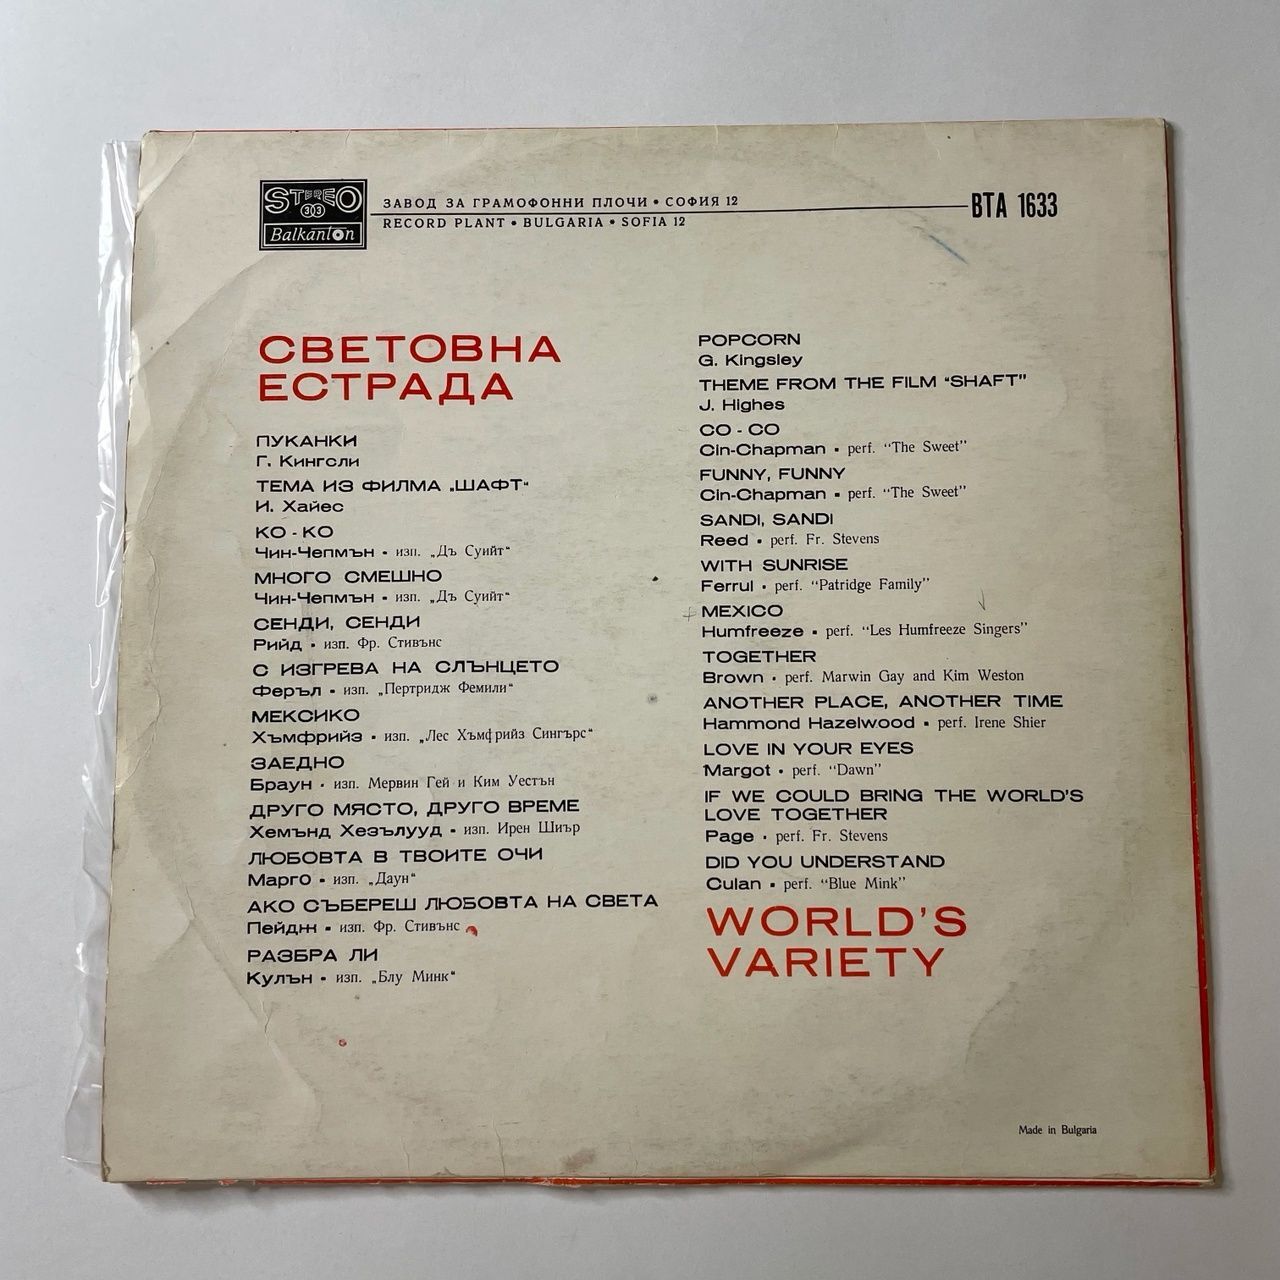 STEREO
33
Balkanton
ЗАВОД ЗА ГРАМОФОННИ ПЛОЧИ • СОФИЯ 12
RECORD PLANT • BULGARIA • SOFIA 12
ВТА 1633
СВЕТОВНА
ЕСТРАДА
ПУКАНКИ
Г. Кингсли
ТЕМА ИЗ ФИЛМА „ШАФТ“
И. Хайес
КО - КО
Чин-Чепмън • изп. „Дъ Суийт“
МНОГО СМЕШНО
Чин-Чепмън • изп. „Дъ Суийт“
СЕНДИ, СЕНДИ
Рийд • изп. Фр. Стивънс
С ИЗГРЕВА НА СЛЪНЦЕТО
Феръл • изп. „Пертридж Фемили“
МЕКСИКО
Хъмфрийз • изп. „Лес Хъмфрийз Сингърс“
ЗАЕДНО
Браун • изп. Мервин Гей и Ким Уестън
ДРУГО МЯСТО, ДРУГО ВРЕМЕ
Хемънд Хезълууд • изп. Ирен Шиър
ЛЮБОВТА В ТВОИТЕ ОЧИ
Марго • изп. „Даун“
АКО СЪБЕРЕШ ЛЮБОВТА НА СВЕТА
Пейдж • изп. Фр. Стивънс
РАЗБРА ЛИ
Кулън • изп. „Блу Минк“
POPCORN
G. Kingsley
THEME FROM THE FILM “SHAFT”
J. Highes
CO - CO
Cin-Chapman • perf. “The Sweet”
FUNNY, FUNNY
Cin-Chapman • perf. “The Sweet”
SANDI, SANDI
Reed • perf. Fr. Stevens
WITH SUNRISE
Ferrul • perf. “Patridge Family”
MEXICO
Humfreeze • perf. “Les Humfreeze Singers”
TOGETHER
Brown • perf. Marwin Gay and Kim Weston
ANOTHER PLACE, ANOTHER TIME
Hammond Hazelwood • perf. Irene Shier
LOVE IN YOUR EYES
Margot • perf. “Dawn”
IF WE COULD BRING THE WORLD'S
LOVE TOGETHER
Page • perf. Fr. Stevens
DID YOU UNDERSTAND
Culan • perf. “Blue Mink”
WORLD'S
VARIETY
Made in Bulgaria